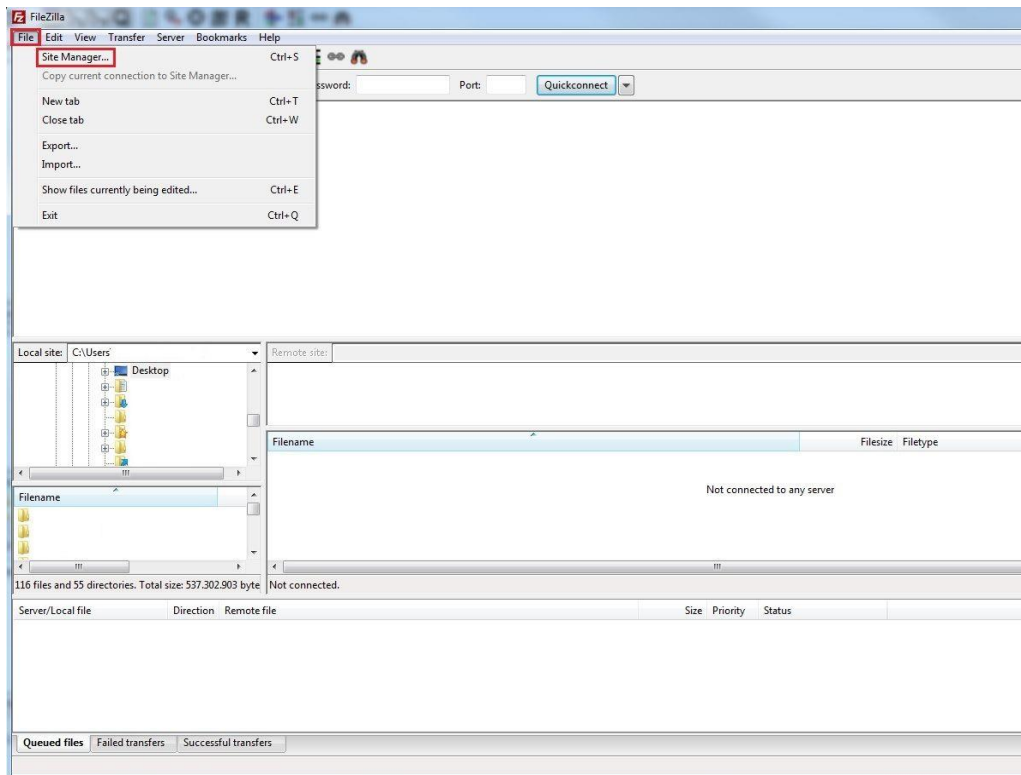 FileZilla
File Edit View Transfer Server Bookmarks Help
Site Manager... Ctrl+S
Copy current connection to Site Manager...
ssword: Port: Quickconnect
New tab Ctrl+T
Close tab Ctrl+W
Export...
Import...
Show files currently being edited... Ctrl+E
Exit Ctrl+Q
Local site: C:\Users
Remote site:
Desktop
Filename Filesize Filetype
Not connected to any server
Filename
116 files and 55 directories. Total size: 537.302.903 byte
Not connected.
Server/Local file Direction Remote file Size Priority Status
Queued files Failed transfers Successful transfers